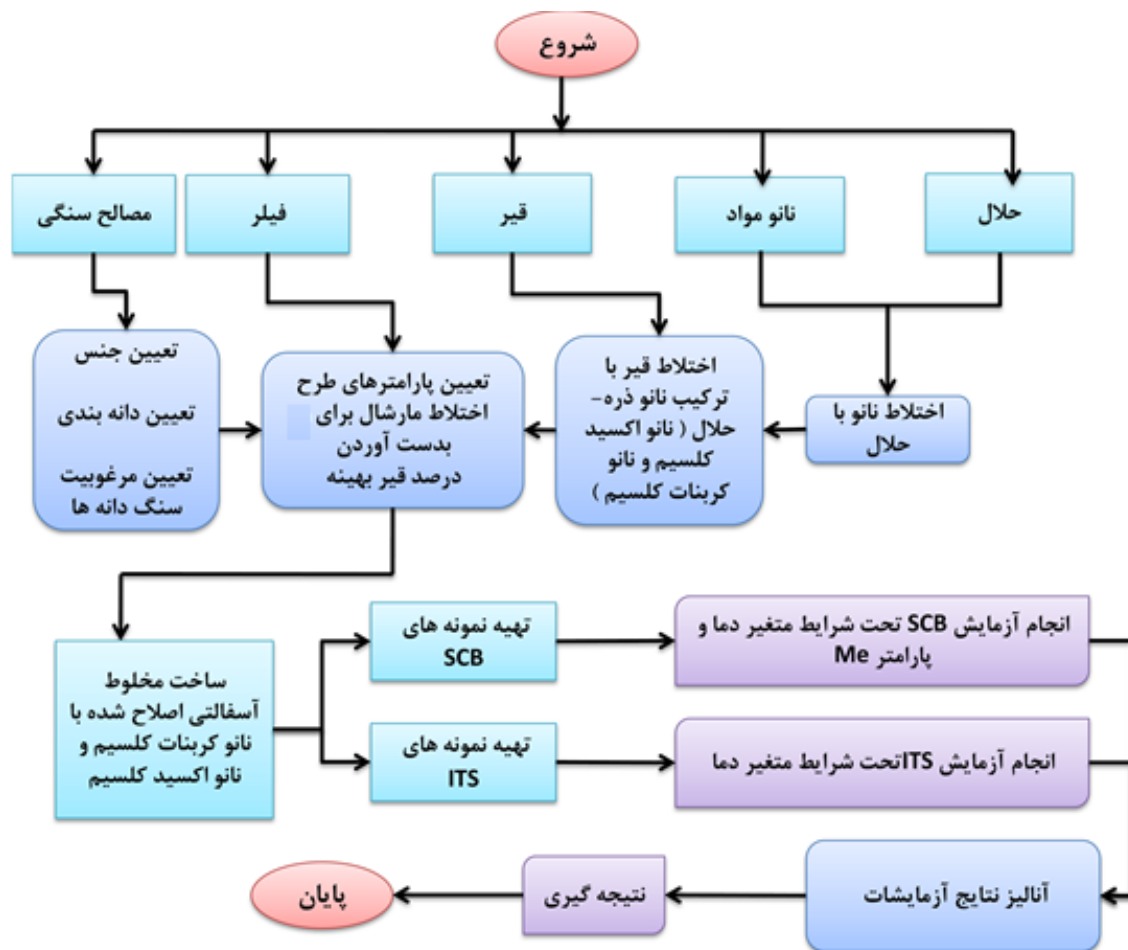 شروع
حلال
نانو مواد
قیر
فیلر
مصالح سنگی
اختلاط نانو با
حلال
اختلاط قیر با
ترکیب نانو ذره-
حلال ( نانو اکسید
کلسیم و نانو
کربنات کلسیم )
تعیین پارامترهای طرح
اختلاط مارشال برای
بدست آوردن
درصد قیر بهینه
تعیین جنس
تعیین دانه بندی
تعیین مرغوبیت
سنگ دانه ها
ساخت مخلوط
آسفالتی اصلاح شده با
نانو کربنات کلسیم و
نانو اکسید کلسیم
تهیه نمونه های
SCB
انجام آزمایش SCB تحت شرایط متغیر دما و
پارامتر Me
تهیه نمونه های
ITS
انجام آزمایش ITSتحت شرایط متغیر دما
آنالیز نتایج آزمایشات
نتیجه گیری
پایان